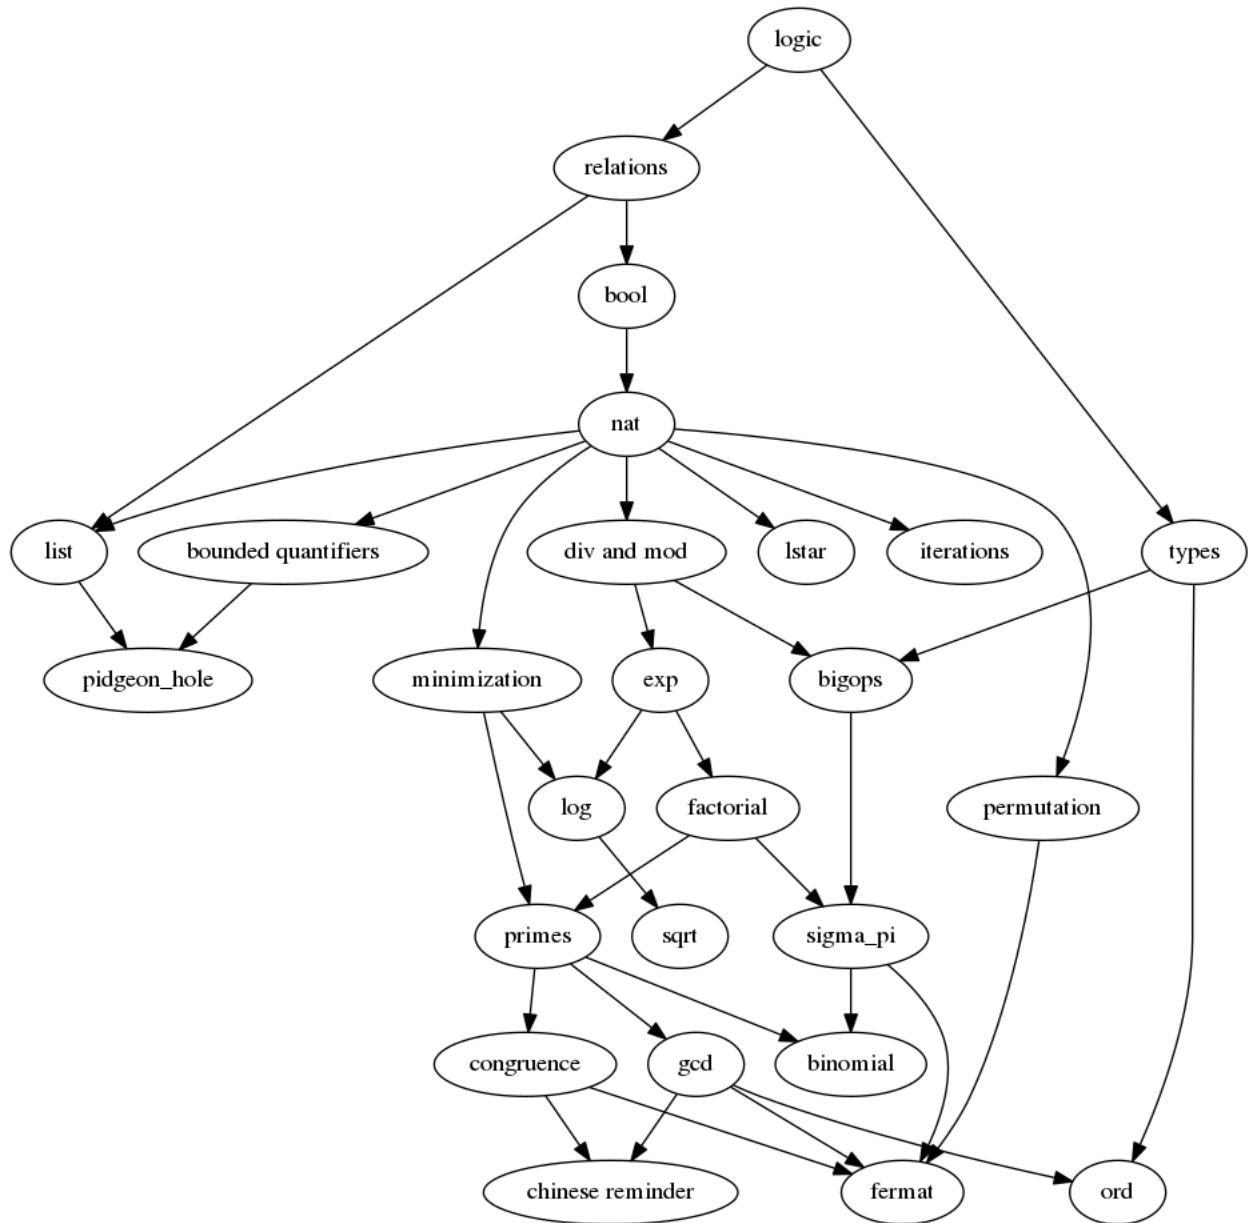 logic
relations
bool
nat
list
bounded quantifiers
div and mod
lstar
iterations
types
pidgeon_hole
minimization
exp
bigops
log
factorial
permutation
primes
sqrt
sigma_pi
congruence
gcd
binomial
chinese reminder
fermat
ord